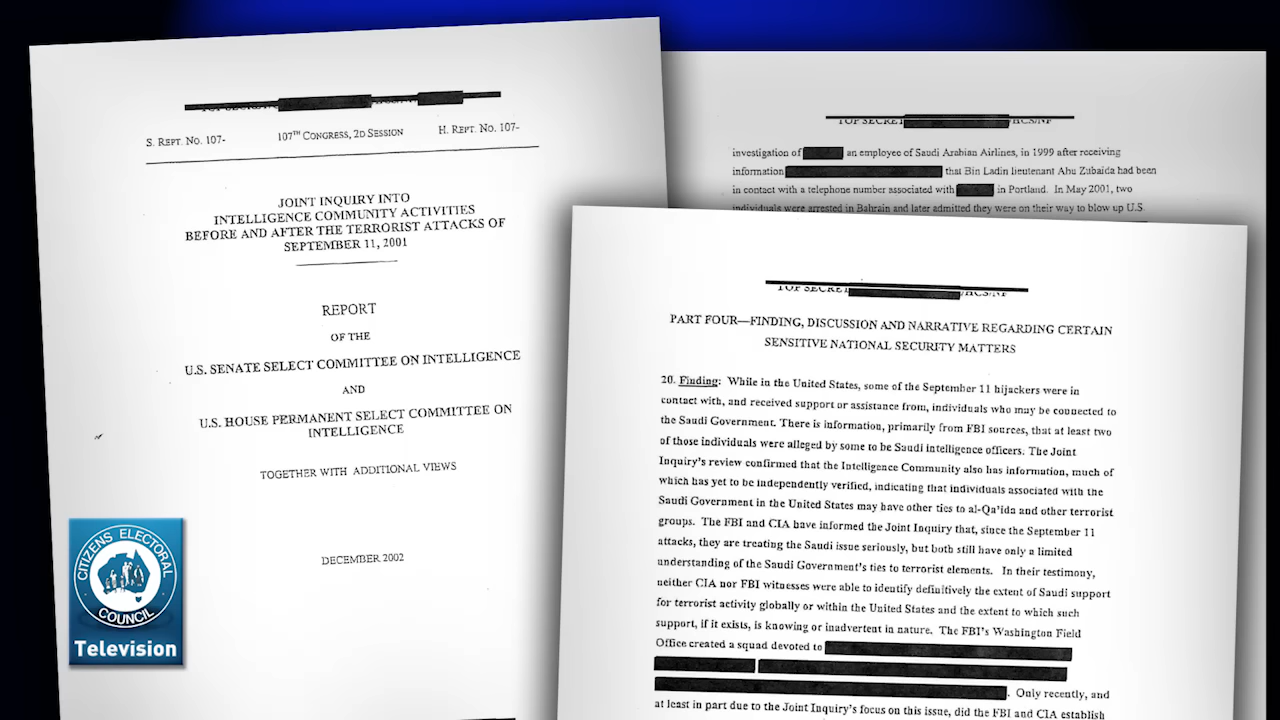 S. REPT. NO. 107-
107TH CONGRESS, 2D SESSION
H. REPT. NO. 107-
JOINT INQUIRY INTO
INTELLIGENCE COMMUNITY ACTIVITIES
BEFORE AND AFTER THE TERRORIST ATTACKS OF
SEPTEMBER 11, 2001
REPORT
OF THE
U.S. SENATE SELECT COMMITTEE ON INTELLIGENCE
AND
U.S. HOUSE PERMANENT SELECT COMMITTEE ON
INTELLIGENCE
TOGETHER WITH ADDITIONAL VIEWS
DECEMBER 2002
CITIZENS ELECTORAL
COUNCIL
Television
TOP SECRET /HCS/NF
investigation of an employee of Saudi Arabian Airlines, in 1999 after receiving
information that Bin Ladin lieutenant Abu Zubaida had been
in contact with a telephone number associated with in Portland. In May 2001, two
individuals were arrested in Bahrain and later admitted they were on their way to blow up U.S.
TOP SECRET /HCS/NF
PART FOUR—FINDING, DISCUSSION AND NARRATIVE REGARDING CERTAIN
SENSITIVE NATIONAL SECURITY MATTERS
20. Finding: While in the United States, some of the September 11 hijackers were in
contact with, and received support or assistance from, individuals who may be connected to
the Saudi Government. There is information, primarily from FBI sources, that at least two
of those individuals were alleged by some to be Saudi intelligence officers. The Joint
Inquiry's review confirmed that the Intelligence Community also has information, much of
which has yet to be independently verified, indicating that individuals associated with the
Saudi Government in the United States may have other ties to al-Qa'ida and other terrorist
groups. The FBI and CIA have informed the Joint Inquiry that, since the September 11
attacks, they are treating the Saudi issue seriously, but both still have only a limited
understanding of the Saudi Government's ties to terrorist elements. In their testimony,
neither CIA nor FBI witnesses were able to identify definitively the extent of Saudi support
for terrorist activity globally or within the United States and the extent to which such
support, if it exists, is knowing or inadvertent in nature. The FBI's Washington Field
Office created a squad devoted to
. Only recently, and
at least in part due to the Joint Inquiry's focus on this issue, did the FBI and CIA establish